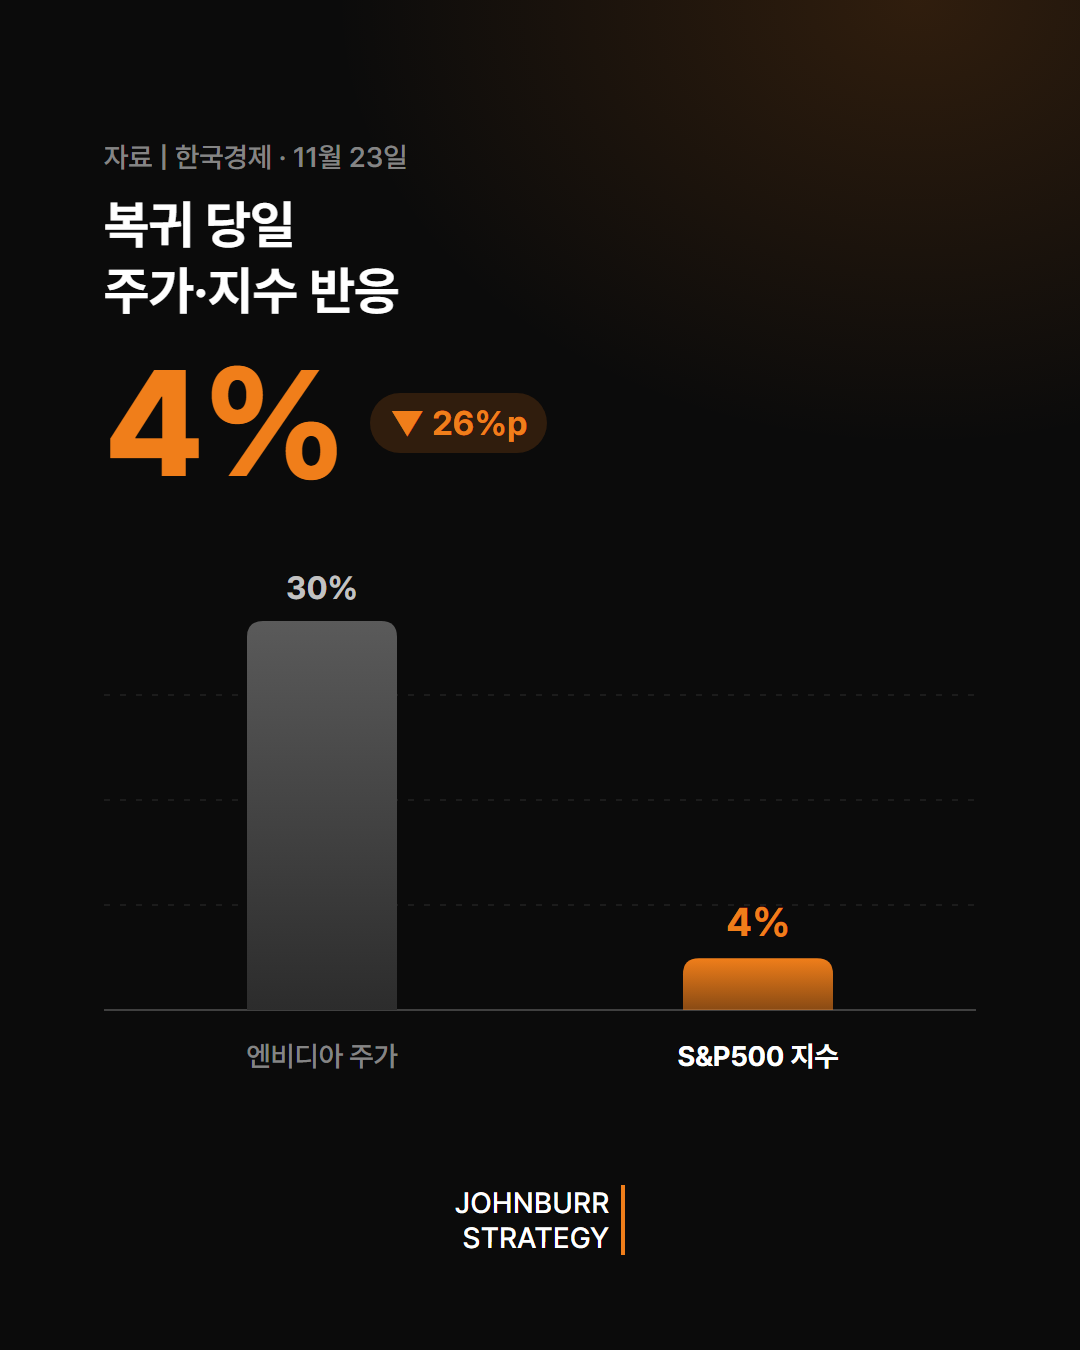 자료 | 한국경제 · 11월 23일
복귀 당일
주가·지수 반응
4% ▼ 26%p
30%
4%
엔비디아 주가
S&P500 지수
JOHNBURR
STRATEGY